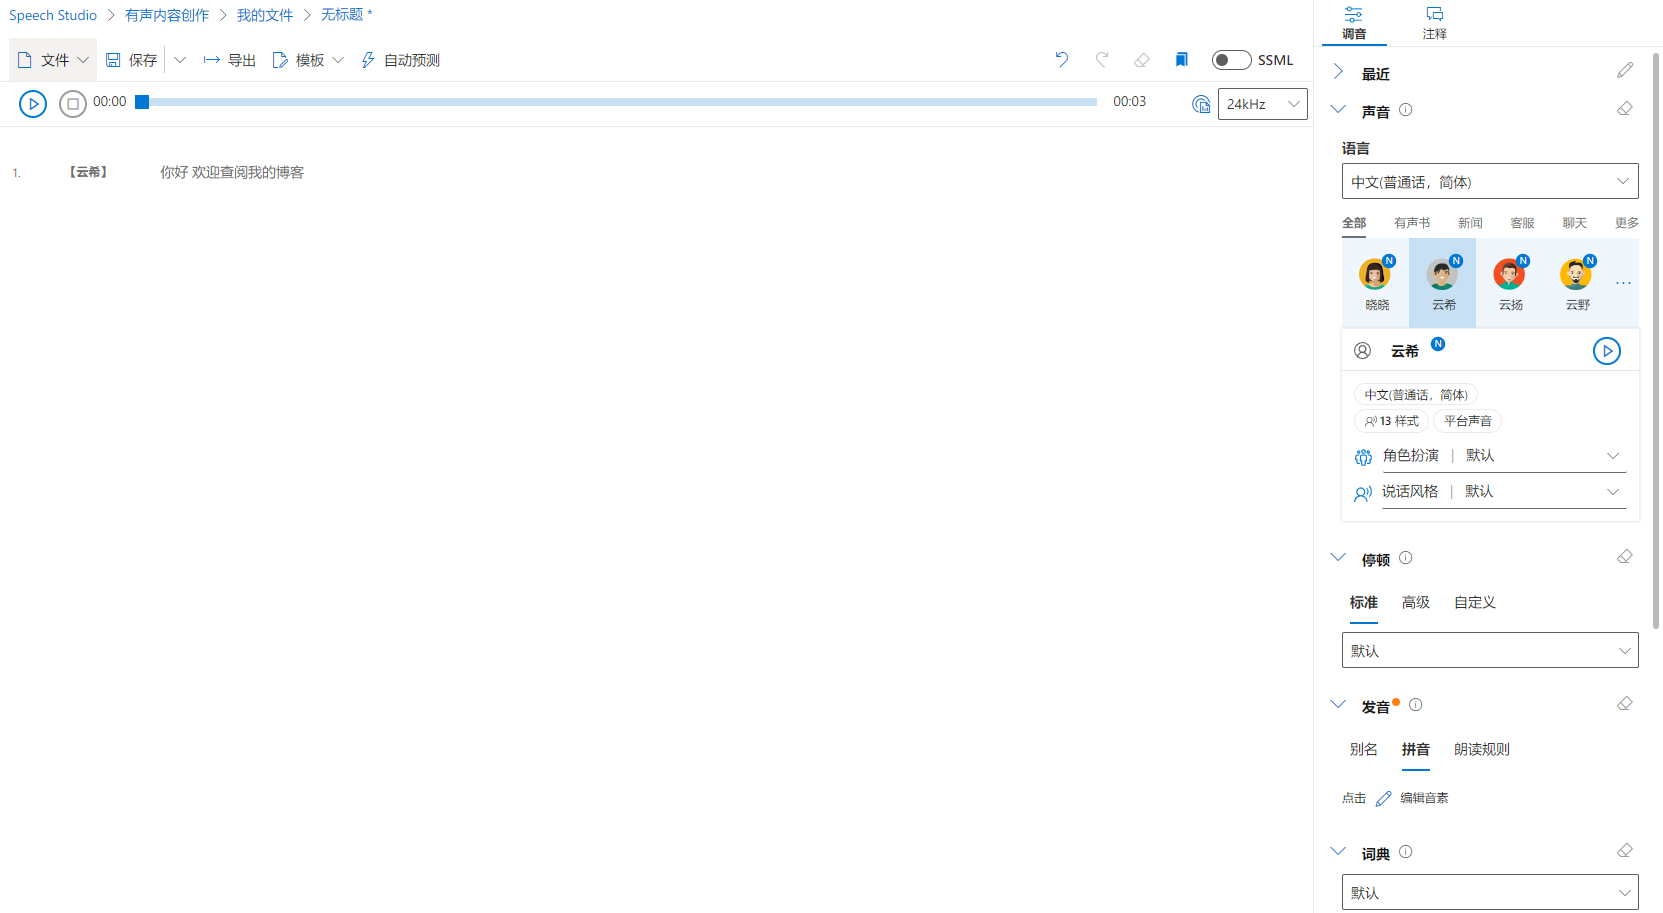 Speech Studio > 有声内容创作 > 我的文件 > 无标题 *
文件 保存 导出 模板 自动预测 SSML
00:00 00:03 24kHz
1. 【云希】 你好 欢迎查阅我的博客
调音 注释
最近
声音
语言
中文(普通话，简体)
全部 有声书 新闻 客服 聊天 更多
N N N N
晓晓 云希 云扬 云野 ...
云希 N
中文(普通话，简体)
13 样式 平台声音
角色扮演 | 默认
说话风格 | 默认
停顿
标准 高级 自定义
默认
发音
别名 拼音 朗读规则
点击 编辑音素
词典
默认